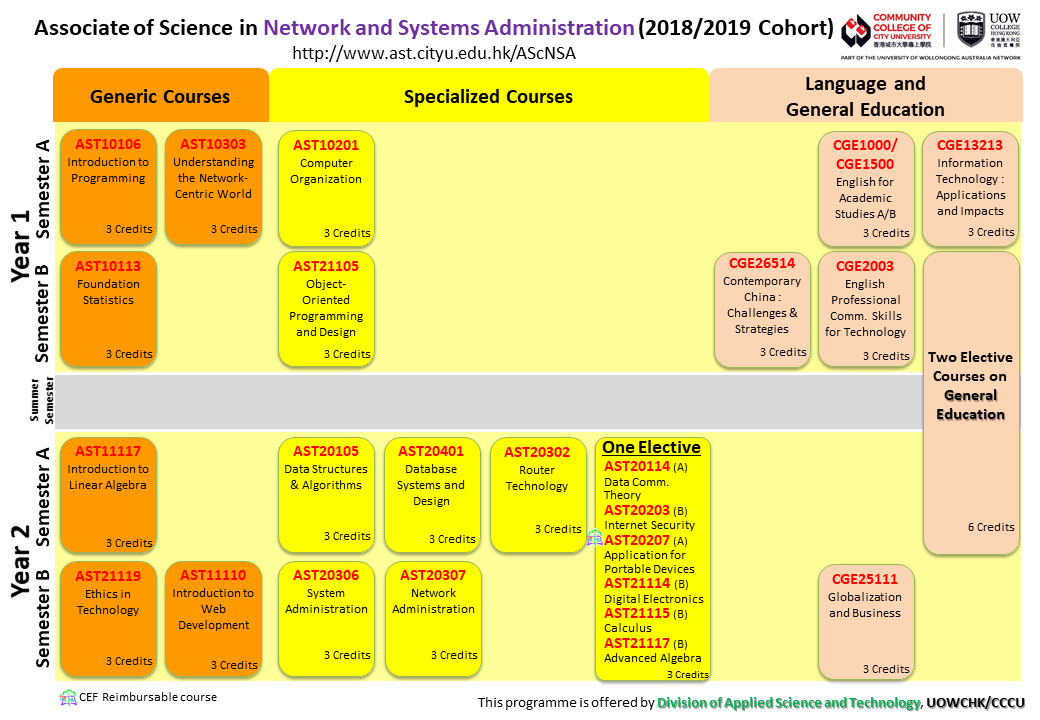 Associate of Science in Network and Systems Administration (2018/2019 Cohort)
http://www.ast.cityu.edu.hk/AScNSA
COMMUNITY
COLLEGE OF
CITY UNIVERSITY
香港城市大學專上學院
UOW
COLLEGE
HONG KONG
PART OF THE UNIVERSITY OF WOLLONGONG AUSTRALIA NETWORK
Generic Courses
Specialized Courses
Language and
General Education
Year 1
Semester A
AST10106
Introduction to
Programming
3 Credits
AST10303
Understanding
the Network-
Centric World
3 Credits
AST10201
Computer
Organization
3 Credits
CGE1000/
CGE1500
English for
Academic
Studies A/B
3 Credits
CGE13213
Information
Technology :
Applications
and Impacts
3 Credits
Semester B
AST10113
Foundation
Statistics
3 Credits
AST21105
Object-
Oriented
Programming
and Design
3 Credits
CGE26514
Contemporary
China :
Challenges &
Strategies
3 Credits
CGE2003
English
Professional
Comm. Skills
for Technology
3 Credits
Two Elective
Courses on
General
Education
6 Credits
Summer
Semester
Year 2
Semester A
AST11117
Introduction to
Linear Algebra
3 Credits
AST20105
Data Structures
& Algorithms
3 Credits
AST20401
Database
Systems and
Design
3 Credits
AST20302
Router
Technology
3 Credits
One Elective
AST20114 (A)
Data Comm.
Theory
AST20203 (B)
Internet Security
AST20207 (A)
Application for
Portable Devices
AST21114 (B)
Digital Electronics
AST21115 (B)
Calculus
AST21117 (B)
Advanced Algebra
3 Credits
Semester B
AST21119
Ethics in
Technology
3 Credits
AST11110
Introduction to
Web
Development
3 Credits
AST20306
System
Administration
3 Credits
AST20307
Network
Administration
3 Credits
CGE25111
Globalization
and Business
3 Credits
CEF Reimbursable course
This programme is offered by Division of Applied Science and Technology, UOWCHK/CCCU